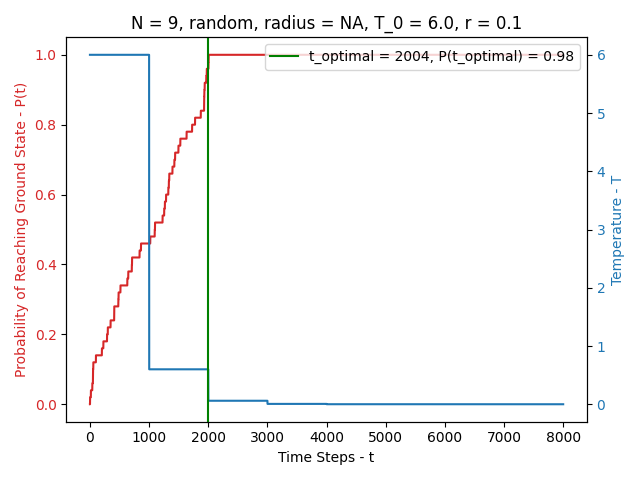 N = 9, random, radius = NA, T_0 = 6.0, r = 0.1
t_optimal = 2004, P(t_optimal) = 0.98
Probability of Reaching Ground State - P(t)
1.0
0.8
0.6
0.4
0.2
0.0
6
5
4
3
2
1
0
Temperature - T
0 1000 2000 3000 4000 5000 6000 7000 8000
Time Steps - t